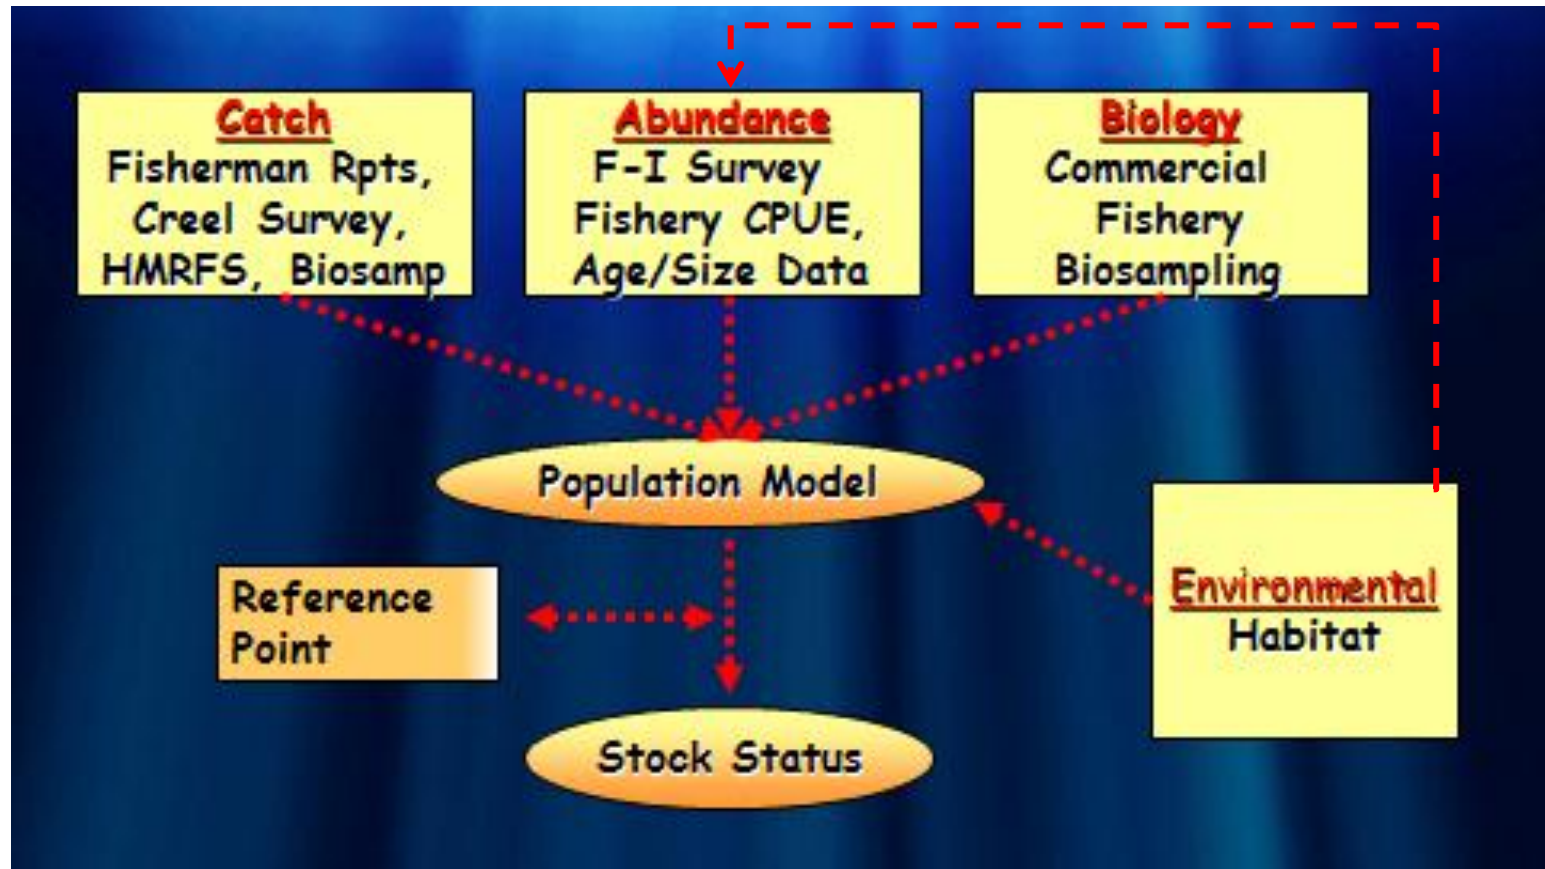 Catch
Fisherman Rpts,
Creel Survey,
HMRFS, Biosamp
Abundance
F-I Survey
Fishery CPUE,
Age/Size Data
Biology
Commercial
Fishery
Biosampling
Population Model
Reference
Point
Environmental
Habitat
Stock Status